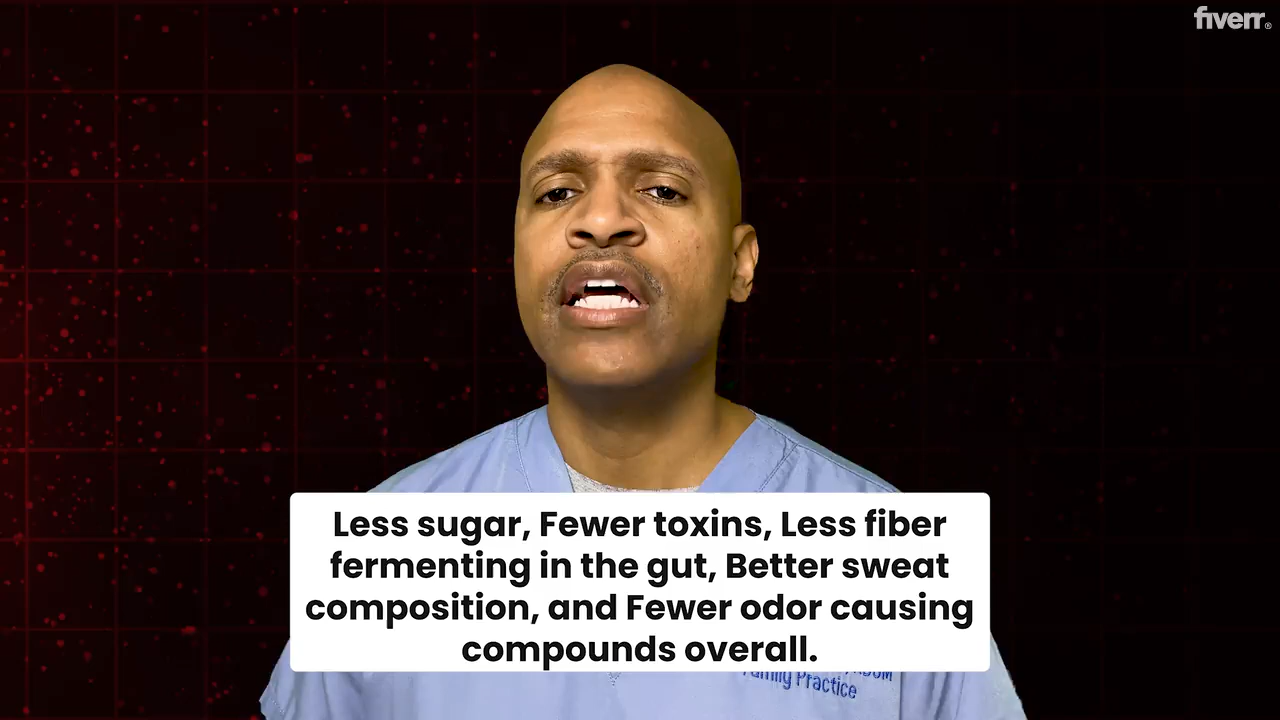 fiverr®
Less sugar, Fewer toxins, Less fiber
fermenting in the gut, Better sweat
composition, and Fewer odor causing
compounds overall.
Family Practice